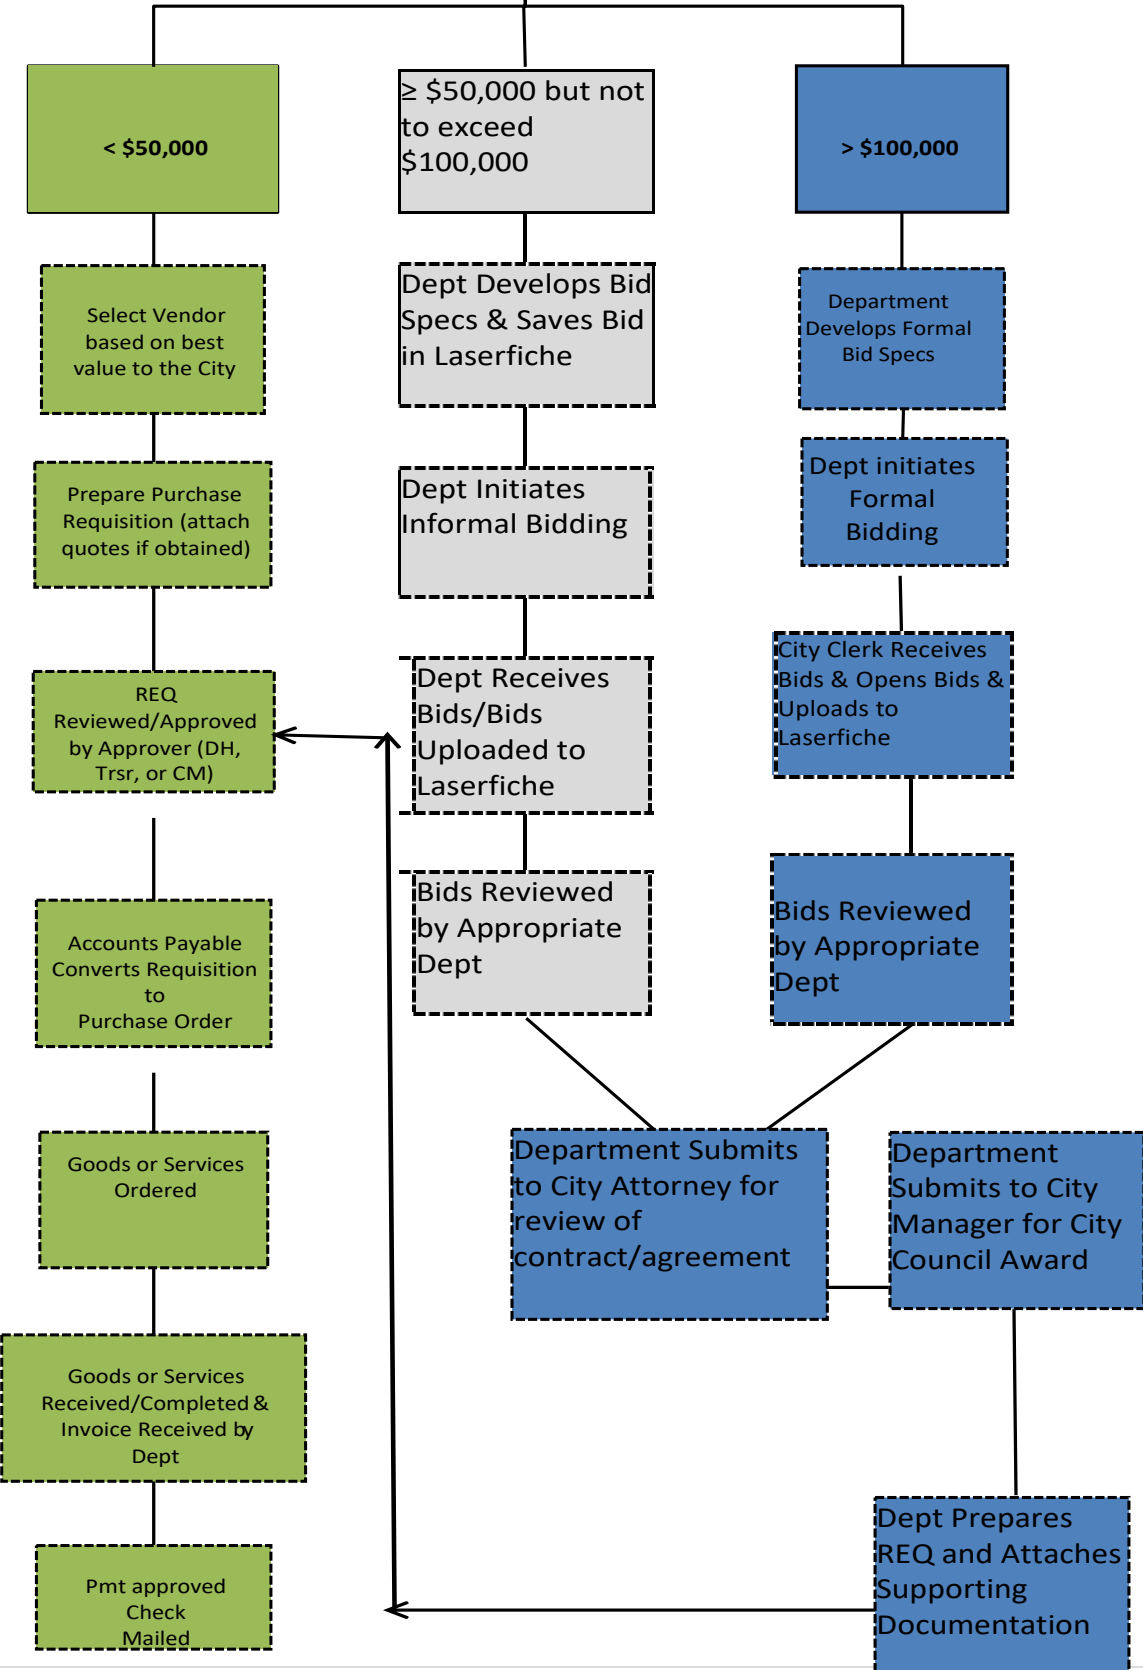 < $50,000
Select Vendor
based on best
value to the City
Prepare Purchase
Requisition (attach
quotes if obtained)
REQ
Reviewed/Approved
by Approver (DH,
Trsr, or CM)
Accounts Payable
Converts Requisition
to
Purchase Order
Goods or Services
Ordered
Goods or Services
Received/Completed &
Invoice Received by
Dept
Pmt approved
Check
Mailed
≥ $50,000 but not
to exceed
$100,000
Dept Develops Bid
Specs & Saves Bid
in Laserfiche
Dept Initiates
Informal Bidding
Dept Receives
Bids/Bids
Uploaded to
Laserfiche
Bids Reviewed
by Appropriate
Dept
> $100,000
Department
Develops Formal
Bid Specs
Dept initiates
Formal
Bidding
City Clerk Receives
Bids & Opens Bids &
Uploads to
Laserfiche
Bids Reviewed
by Appropriate
Dept
Department Submits
to City Attorney for
review of
contract/agreement
Department
Submits to City
Manager for City
Council Award
Dept Prepares
REQ and Attaches
Supporting
Documentation